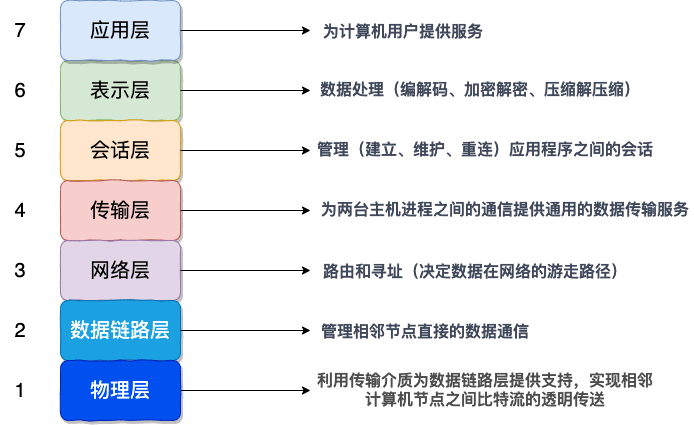 7 应用层 为计算机用户提供服务
6 表示层 数据处理（编解码、加密解密、压缩解压缩）
5 会话层 管理（建立、维护、重连）应用程序之间的会话
4 传输层 为两台主机进程之间的通信提供通用的数据传输服务
3 网络层 路由和寻址（决定数据在网络的游走路径）
2 数据链路层 管理相邻节点直接的数据通信
1 物理层 利用传输介质为数据链路层提供支持，实现相邻
计算机节点之间比特流的透明传送